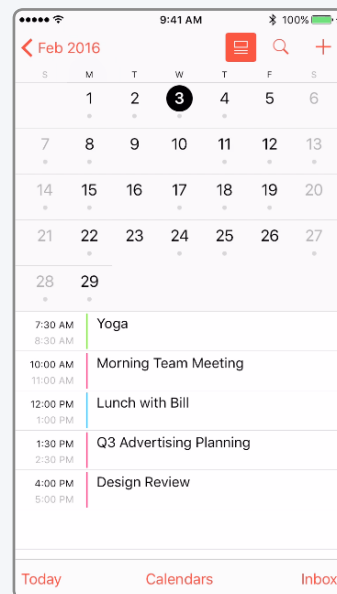 9:41 AM 100%
Feb 2016
S M T W T F S
1 2 3 4 5 6
7 8 9 10 11 12 13
14 15 16 17 18 19 20
21 22 23 24 25 26 27
28 29
7:30 AM Yoga
8:30 AM
10:00 AM Morning Team Meeting
11:00 AM
12:00 PM Lunch with Bill
1:00 PM
1:30 PM Q3 Advertising Planning
2:30 PM
4:00 PM Design Review
5:00 PM
Today Calendars Inbox